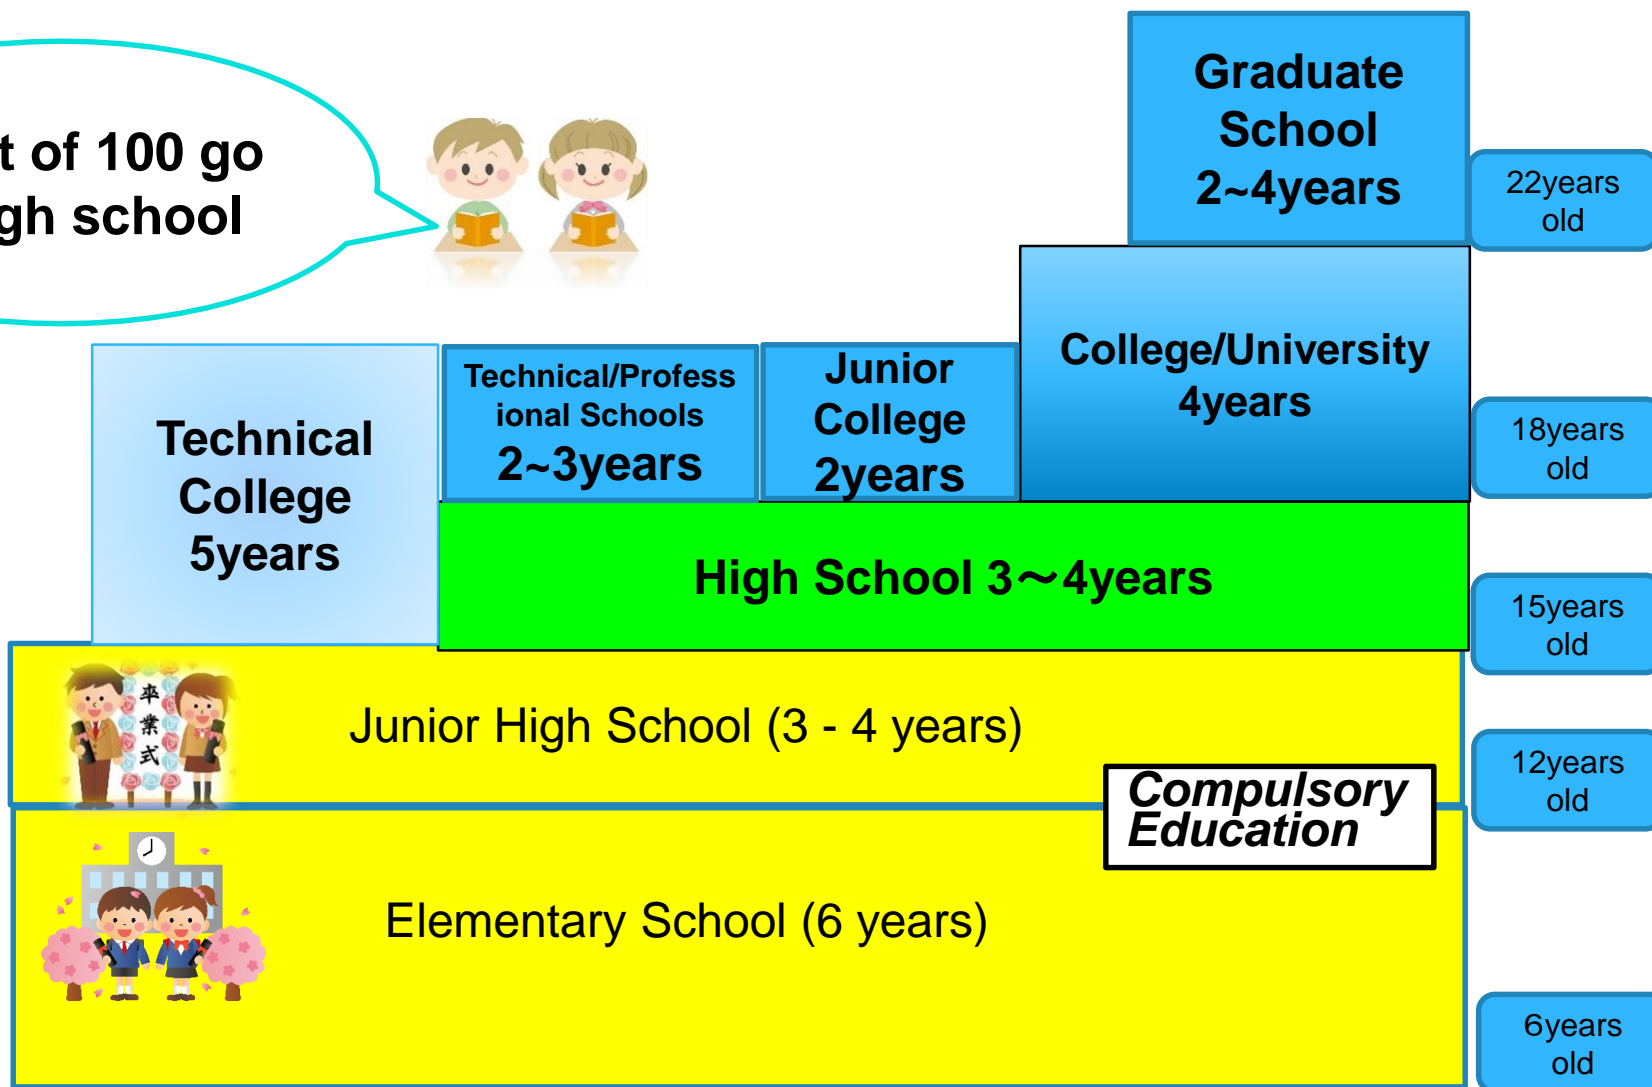 of 100 go
school
Graduate
School
2~4years
22years
old
Technical
College
5years
Technical/Profess
ional Schools
2~3years
Junior
College
2years
College/University
4years
18years
old
High School 3～4years
15years
old
卒
業
式
Junior High School (3 - 4 years)
12years
old
Compulsory
Education
Elementary School (6 years)
6years
old